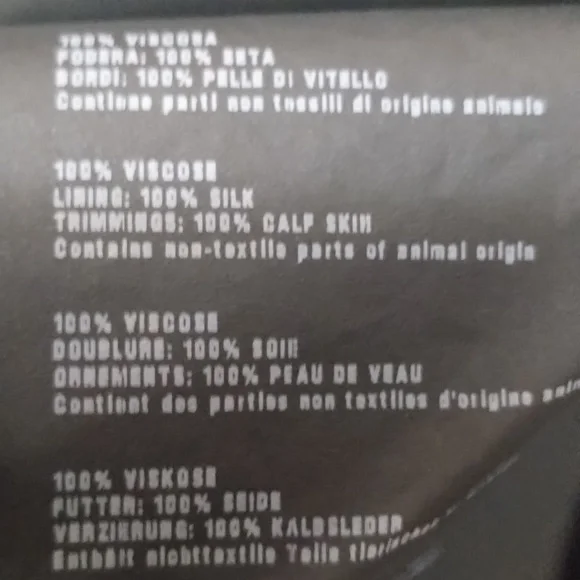 100% VISCOSA
FODERA: 100% SETA
BORDI: 100% PELLE DI VITELLO
Contiene parti non tessili di origine animale
100% VISCOSE
LINING: 100% SILK
TRIMMINGS: 100% CALF SKIN
Contains non-textile parts of animal origin
100% VISCOSE
DOUBLURE: 100% SOIE
ORNEMENTS: 100% PEAU DE VEAU
Contient des parties non textiles d'origine
100% VISKOSE
FUTTER: 100% SEIDE
VERZIERUNG: 100% KALBSLEDER
Enthält nichttextile Teile